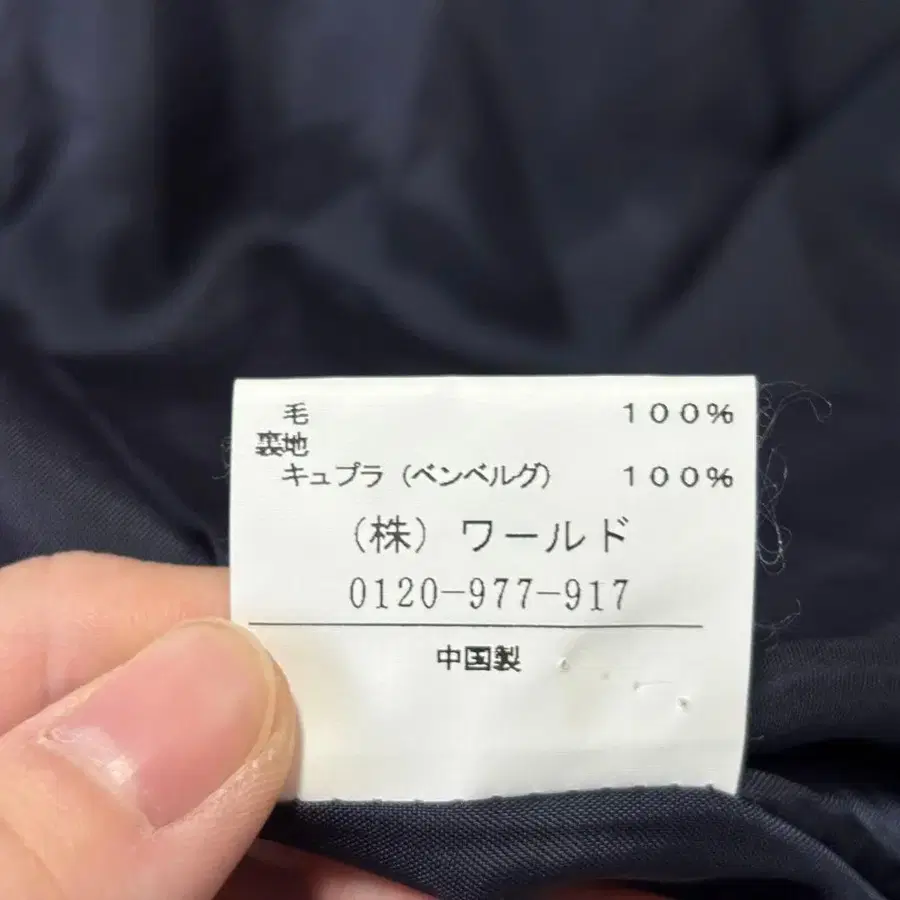 毛 100%
裏地
キュプラ（ベンベルグ） 100%
（株）ワールド
0120-977-917
中国製